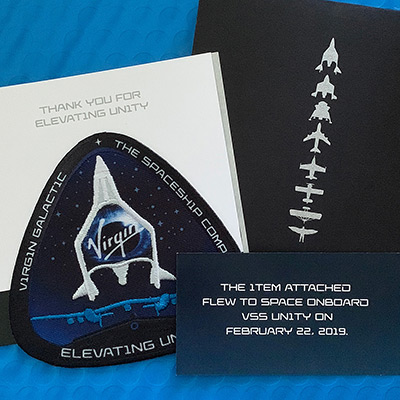 THANK YOU FOR
ELEVATING UNITY
VIRGIN GALACTIC
THE SPACESHIP COMP
Virgin
ELEVATING UN
THE ITEM ATTACHED
FLEW TO SPACE ONBOARD
VSS UNITY ON
FEBRUARY 22, 2019.